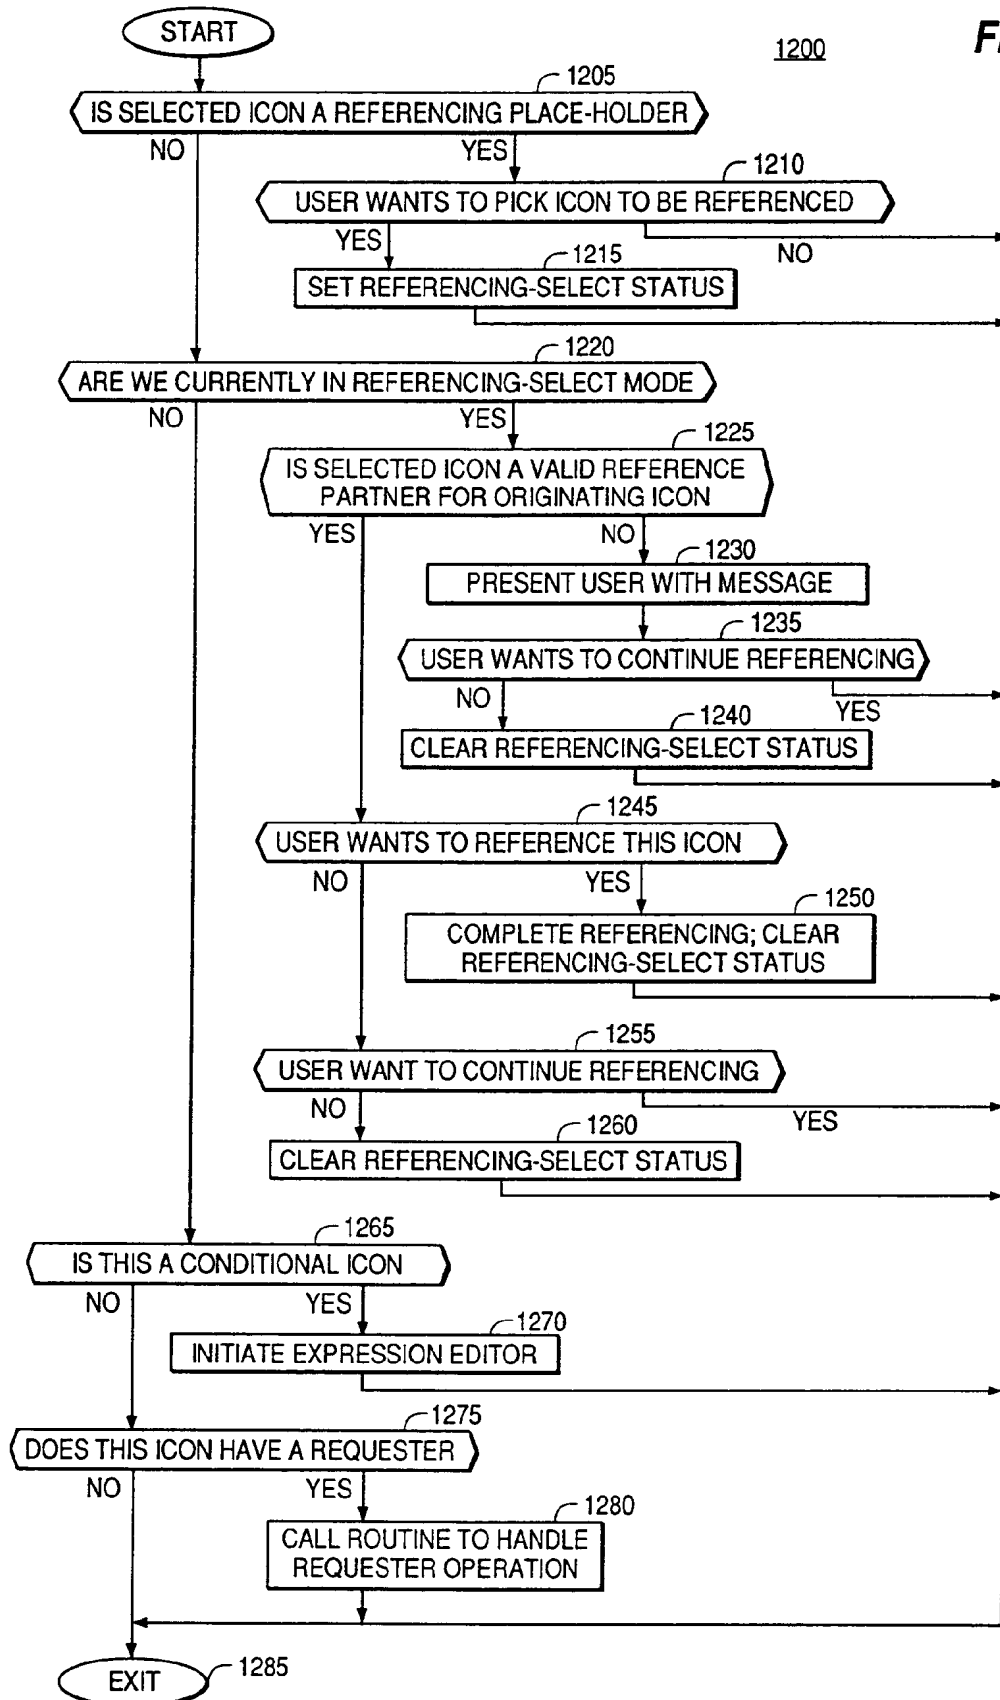 START
1200
1205
IS SELECTED ICON A REFERENCING PLACE-HOLDER
NO
YES
1210
USER WANTS TO PICK ICON TO BE REFERENCED
YES
NO
1215
SET REFERENCING-SELECT STATUS
1220
ARE WE CURRENTLY IN REFERENCING-SELECT MODE
NO
YES
1225
IS SELECTED ICON A VALID REFERENCE
PARTNER FOR ORIGINATING ICON
YES
NO
1230
PRESENT USER WITH MESSAGE
1235
USER WANTS TO CONTINUE REFERENCING
NO
YES
1240
CLEAR REFERENCING-SELECT STATUS
1245
USER WANTS TO REFERENCE THIS ICON
NO
YES
1250
COMPLETE REFERENCING; CLEAR
REFERENCING-SELECT STATUS
1255
USER WANT TO CONTINUE REFERENCING
NO
YES
1260
CLEAR REFERENCING-SELECT STATUS
1265
IS THIS A CONDITIONAL ICON
NO
YES
1270
INITIATE EXPRESSION EDITOR
1275
DOES THIS ICON HAVE A REQUESTER
NO
YES
1280
CALL ROUTINE TO HANDLE
REQUESTER OPERATION
EXIT
1285